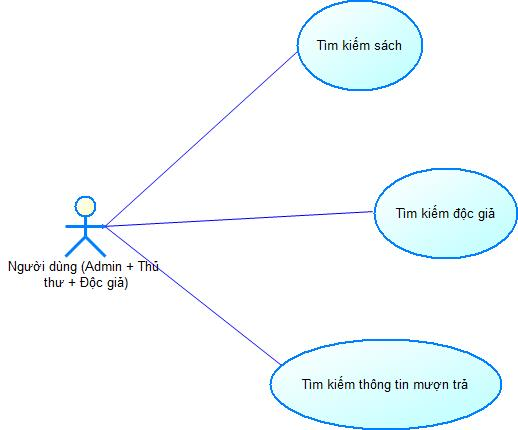 Tìm kiếm sách
Tìm kiếm độc giả
Người dùng (Admin + Thủ
thư + Độc giả)
Tìm kiếm thông tin mượn trả